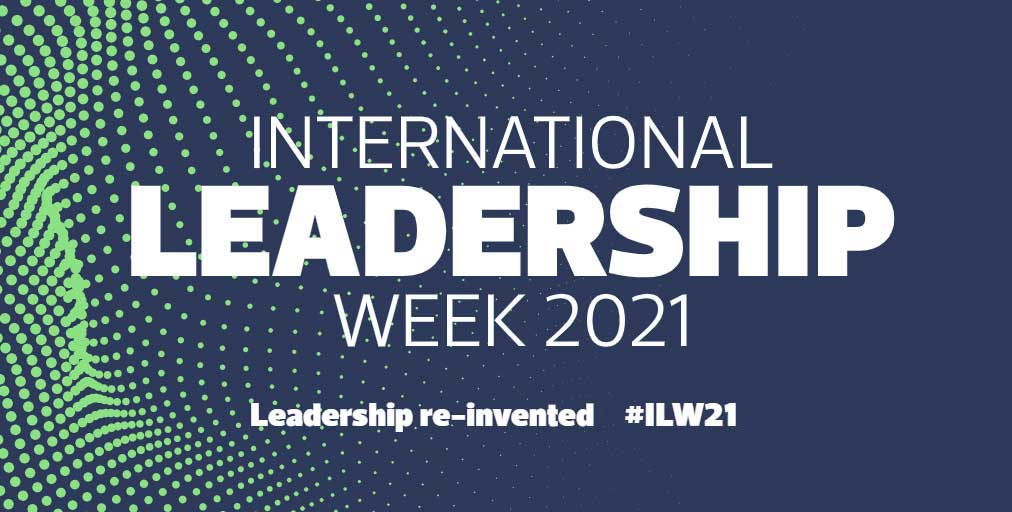 INTERNATIONAL
LEADERSHIP
WEEK 2021
Leadership re-invented #ILW21